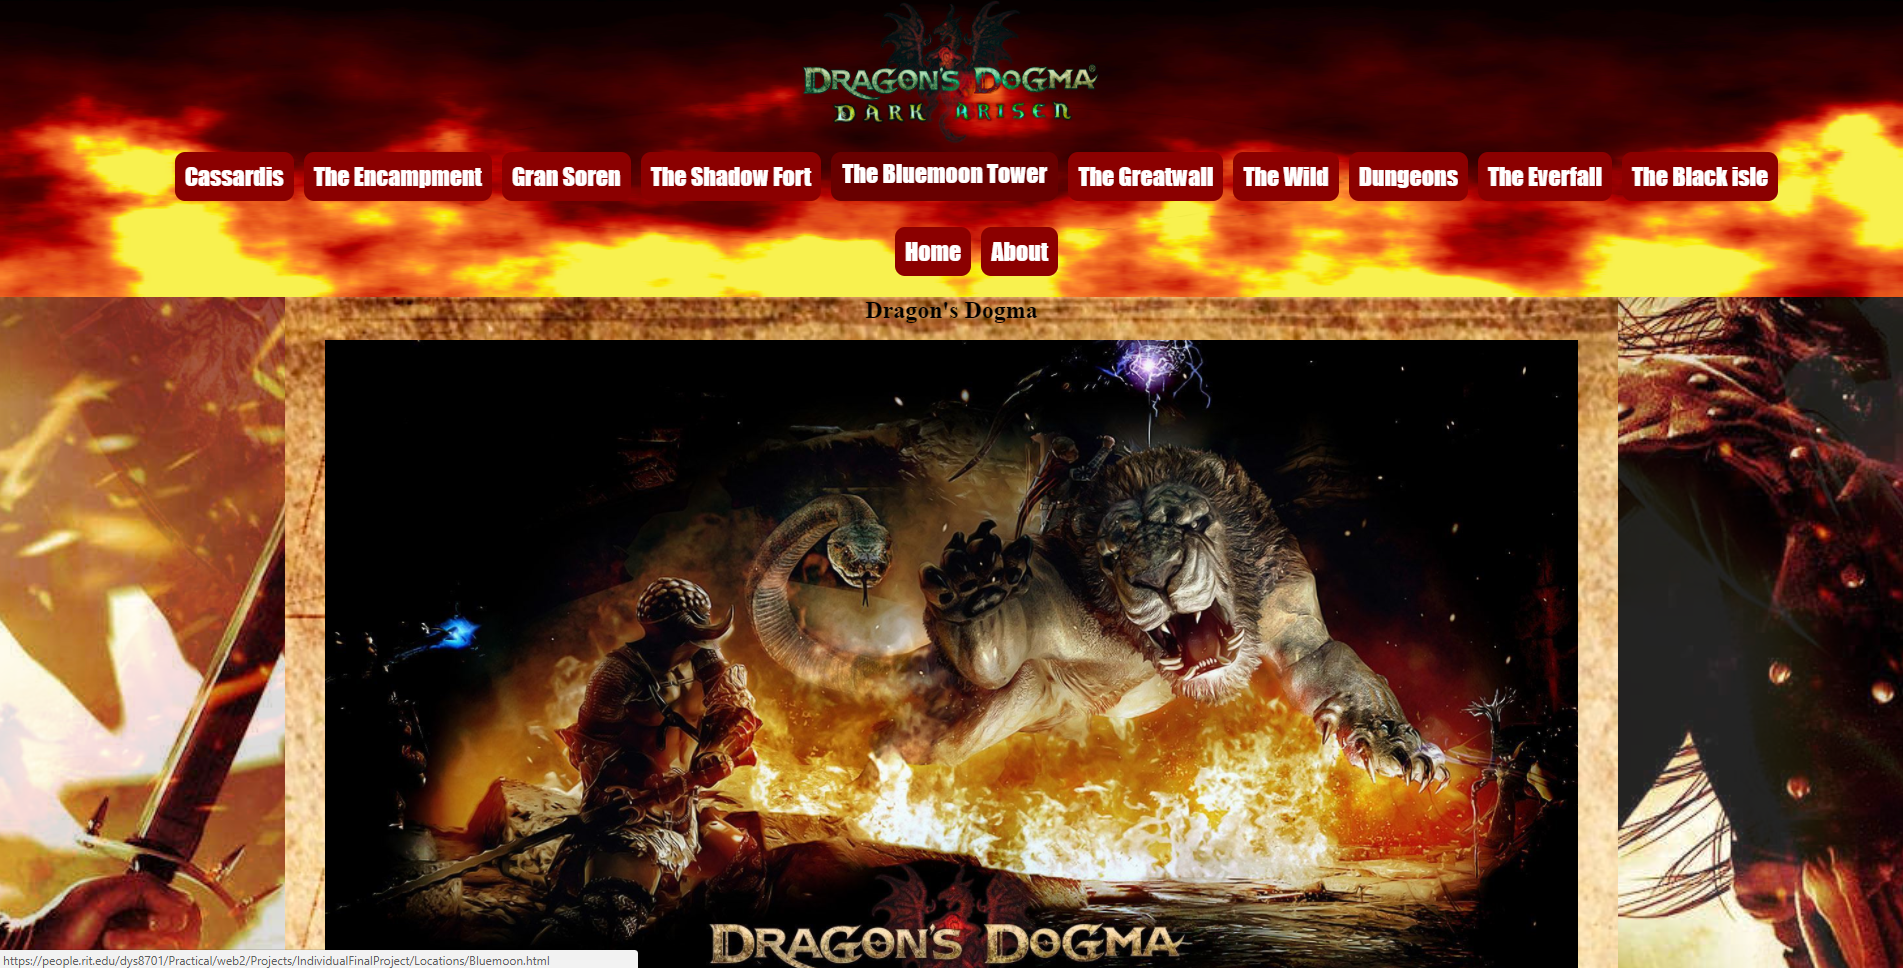 DRAGON'S DOGMA®
DARK ARISEN
Cassardis The Encampment Gran Soren The Shadow Fort The Bluemoon Tower The Greatwall The Wild Dungeons The Everfall The Black isle
Home About
Dragon's Dogma
DRAGON'S DOGMA
https://people.rit.edu/dys8701/Practical/web2/Projects/IndividualFinalProject/Locations/Bluemoon.html